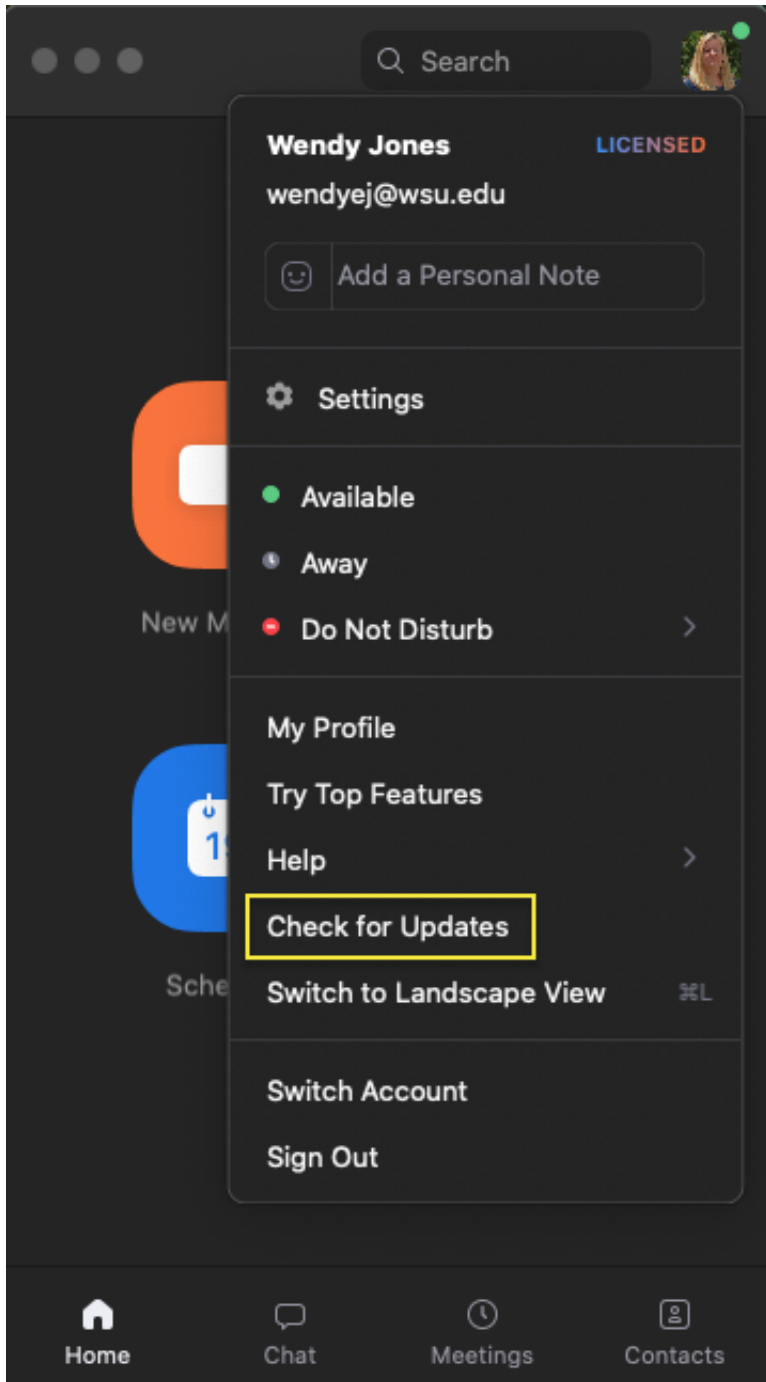 Search
Wendy Jones LICENSED
wendyej@wsu.edu
Add a Personal Note
Settings
Available
Away
New M
Do Not Disturb
My Profile
Try Top Features
19
Help
Check for Updates
Sche
Switch to Landscape View ⌘L
Switch Account
Sign Out
Home Chat Meetings Contacts